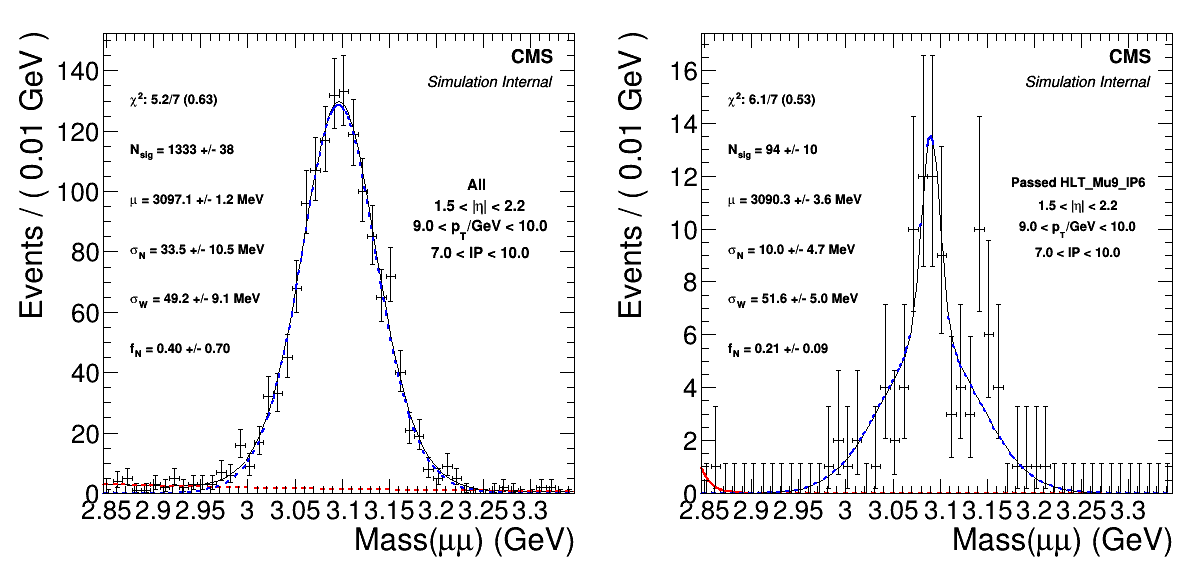 CMS
Simulation Internal
χ²: 5.2/7 (0.63)
N_sig = 1333 +/- 38
μ = 3097.1 +/- 1.2 MeV
σ_N = 33.5 +/- 10.5 MeV
σ_W = 49.2 +/- 9.1 MeV
f_N = 0.40 +/- 0.70
All
1.5 < |η| < 2.2
9.0 < p_T/GeV < 10.0
7.0 < IP < 10.0
Events / ( 0.01 GeV )
140
120
100
80
60
40
20
0
2.85 2.9 2.95 3 3.05 3.1 3.15 3.2 3.25 3.3
Mass(μμ) (GeV)
CMS
Simulation Internal
χ²: 6.1/7 (0.53)
N_sig = 94 +/- 10
μ = 3090.3 +/- 3.6 MeV
σ_N = 10.0 +/- 4.7 MeV
σ_W = 51.6 +/- 5.0 MeV
f_N = 0.21 +/- 0.09
Passed HLT_Mu9_IP6
1.5 < |η| < 2.2
9.0 < p_T/GeV < 10.0
7.0 < IP < 10.0
Events / ( 0.01 GeV )
16
14
12
10
8
6
4
2
0
2.85 2.9 2.95 3 3.05 3.1 3.15 3.2 3.25 3.3
Mass(μμ) (GeV)